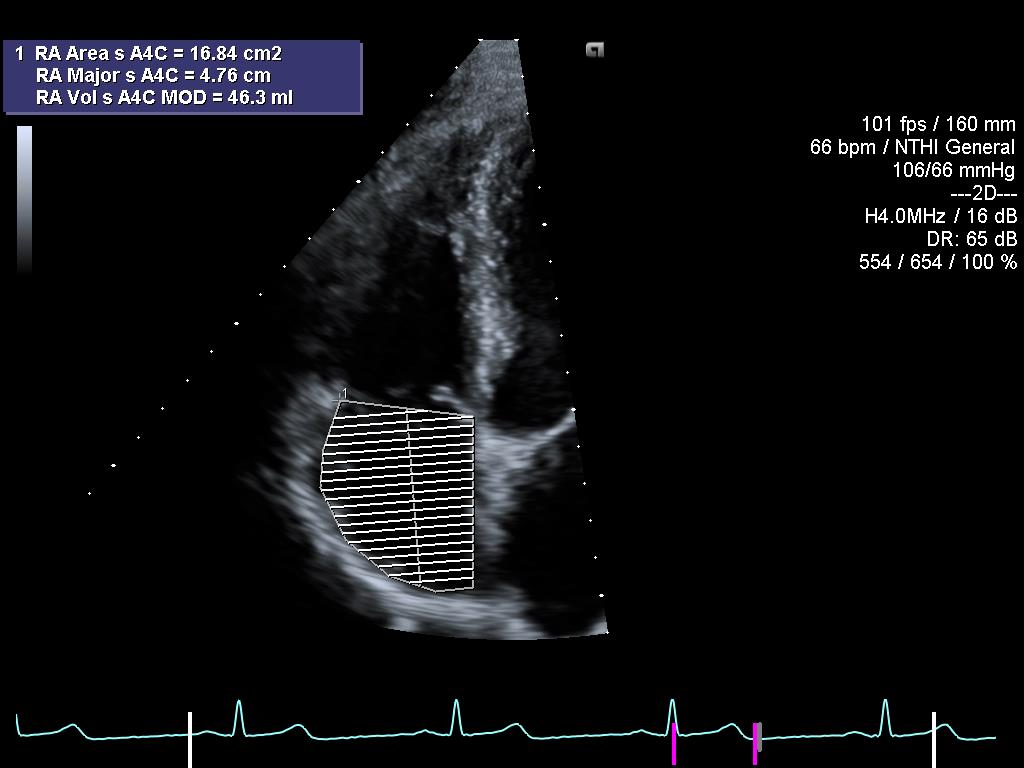 1 RA Area s A4C = 16.84 cm2
RA Major s A4C = 4.76 cm
RA Vol s A4C MOD = 46.3 ml
101 fps / 160 mm
66 bpm / NTHI General
106/66 mmHg
---2D---
H4.0MHz / 16 dB
DR: 65 dB
554 / 654 / 100 %
1